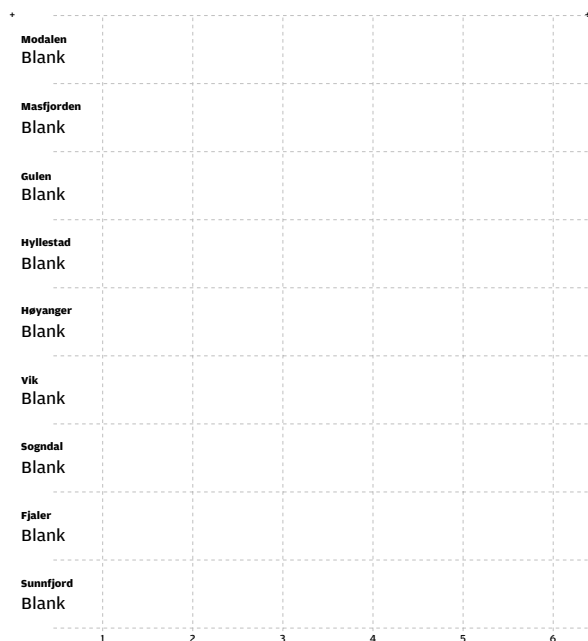 Modalen
Blank
Masfjorden
Blank
Gulen
Blank
Hyllestad
Blank
Høyanger
Blank
Vik
Blank
Sogndal
Blank
Fjaler
Blank
Sunnfjord
Blank
1 2 3 4 5 6